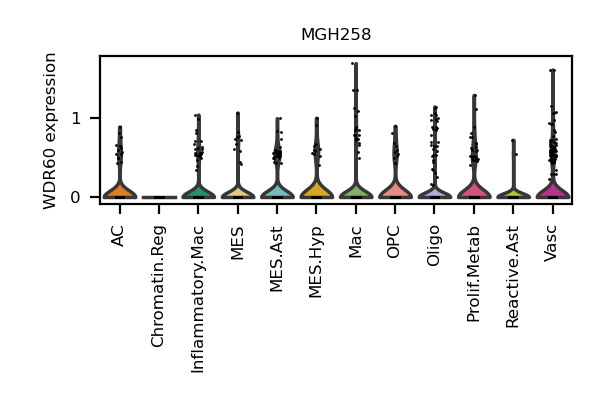 MGH258
WDR60 expression
1
0
AC
Chromatin.Reg
Inflammatory.Mac
MES
MES.Ast
MES.Hyp
Mac
OPC
Oligo
Prolif.Metab
Reactive.Ast
Vasc